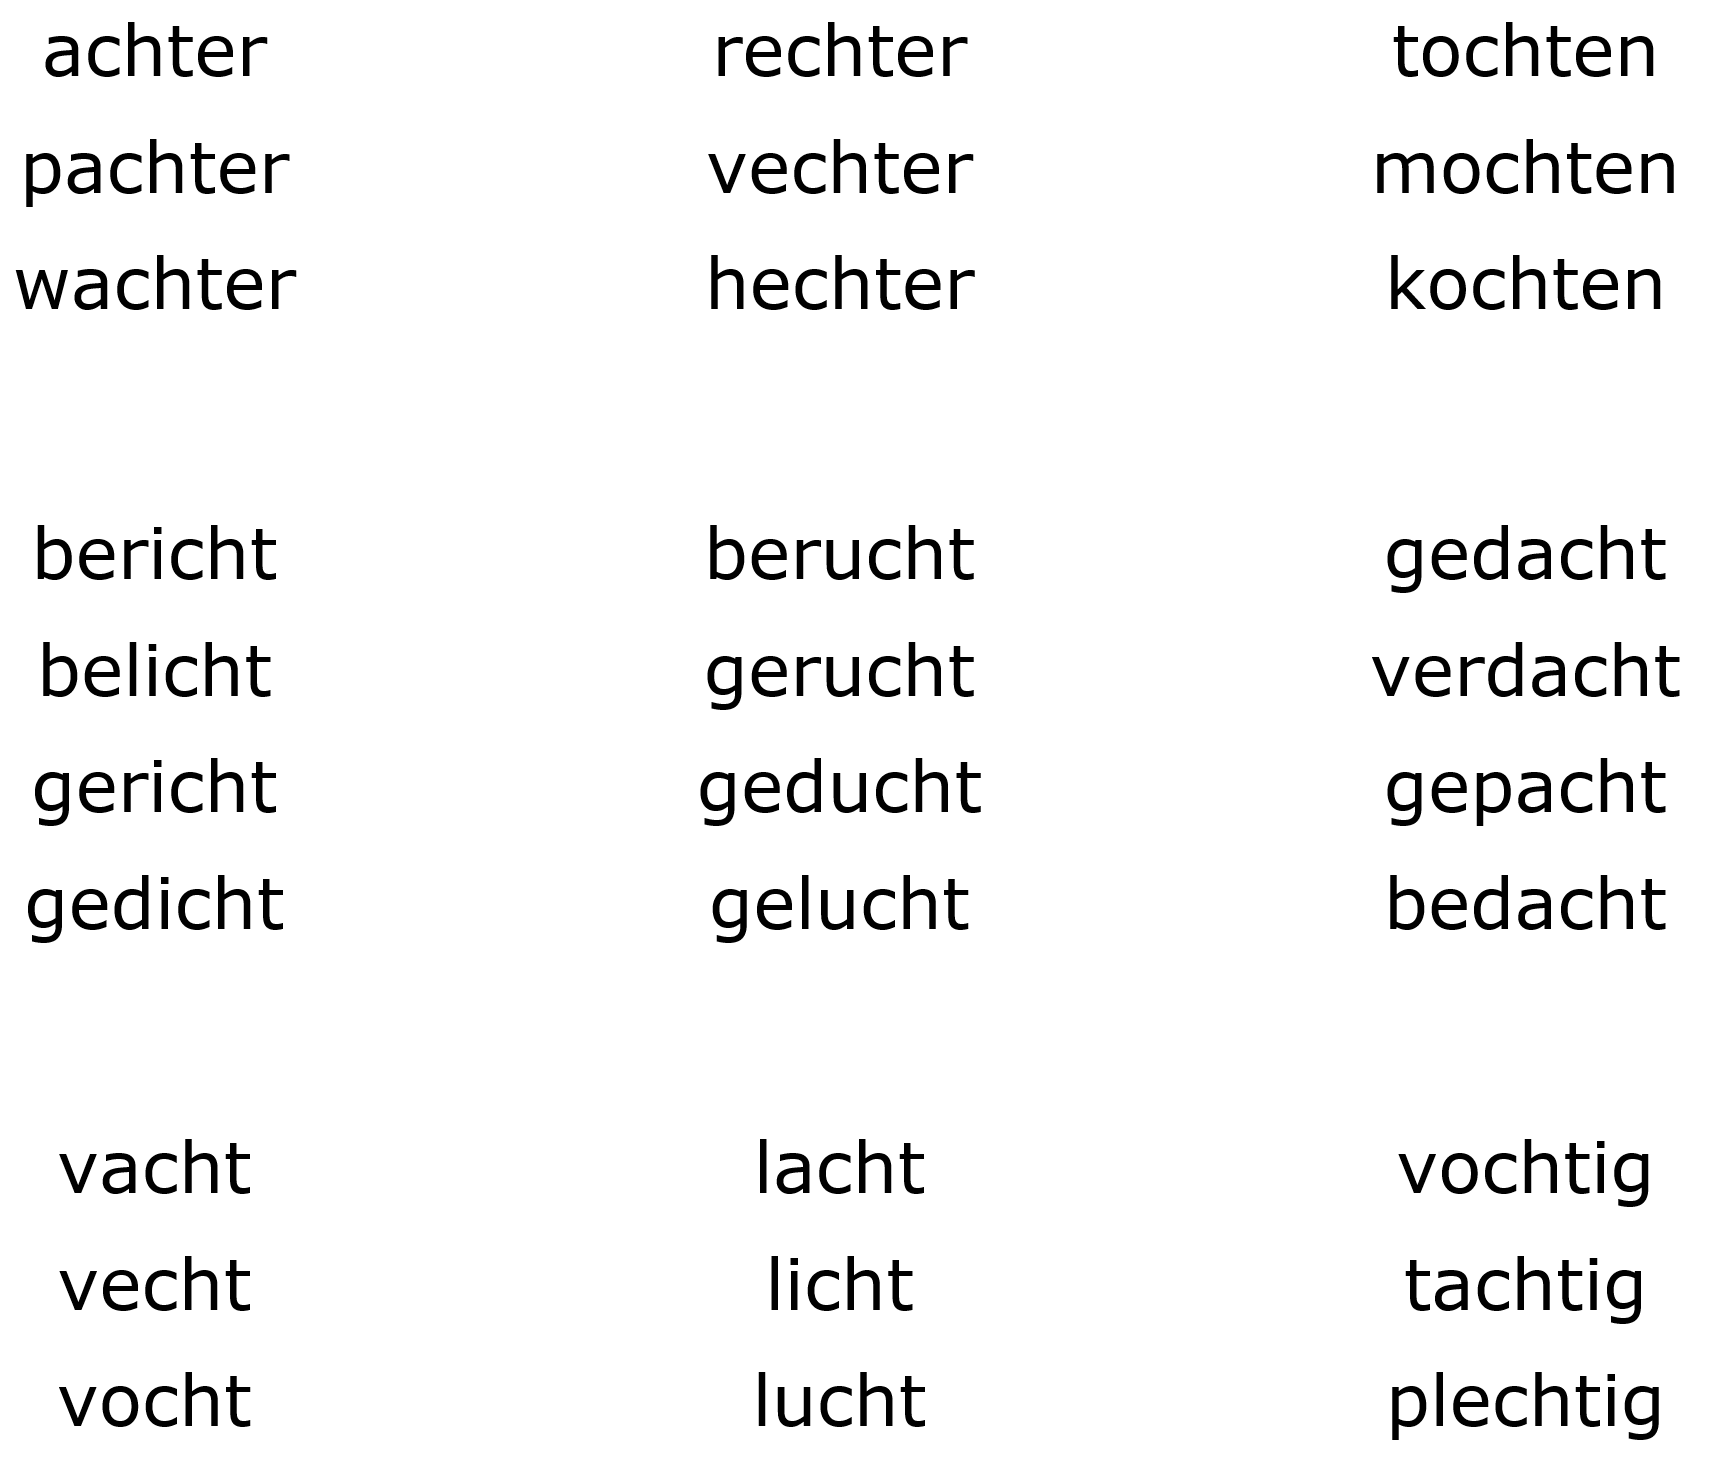 achter rechter tochten
pachter vechter mochten
wachter hechter kochten
bericht berucht gedacht
belicht gerucht verdacht
gericht geducht gepacht
gedicht gelucht bedacht
vacht lacht vochtig
vecht licht tachtig
vocht lucht plechtig